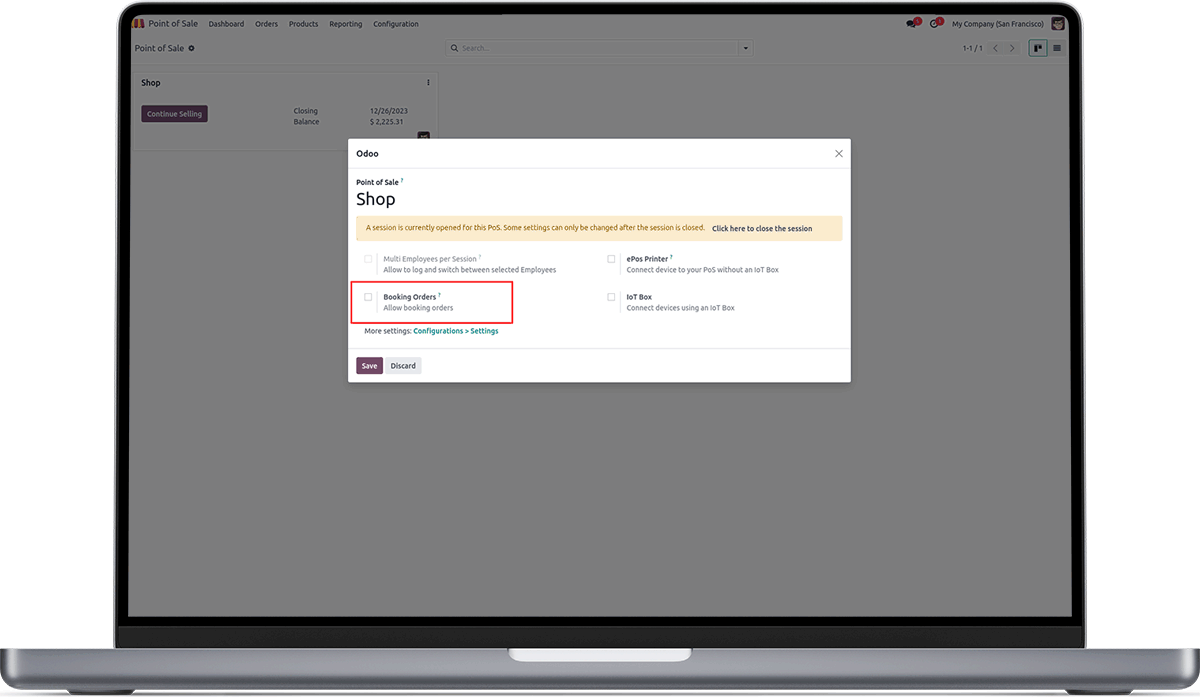 Point of Sale Dashboard Orders Products Reporting Configuration
1 1 My Company (San Francisco)
Point of Sale Search... 1-1 / 1
Shop
Continue Selling Closing 12/26/2023
Balance $ 2,225.31
Odoo
Point of Sale ?
Shop
A session is currently opened for this PoS. Some settings can only be changed after the session is closed. Click here to close the session
Multi Employees per Session ? ePos Printer ?
Allow to log and switch between selected Employees Connect device to your PoS without an IoT Box
Booking Orders ? IoT Box
Allow booking orders Connect devices using an IoT Box
More settings: Configurations > Settings
Save Discard